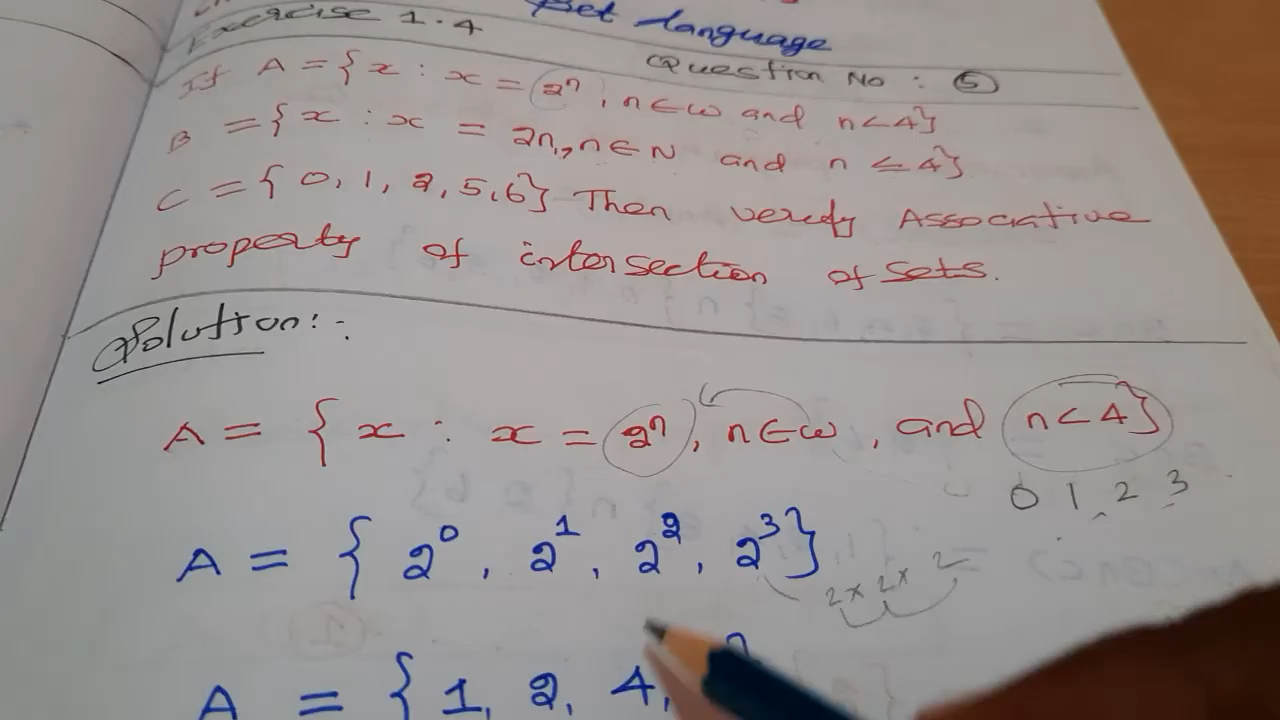 Set language
Exercise 1.4
Question No : 5
If A = { x : x = 2ⁿ, n ∈ ω and n < 4}
B = { x : x = 2n, n ∈ N and n ≤ 4}
C = { 0, 1, 2, 5, 6} Then verify Associative
property of intersection of sets.
Solution: -
A = { x : x = 2ⁿ, n ∈ ω, and n < 4}
0 1 2 3
A = { 2⁰, 2¹, 2², 2³}
2 × 2 × 2
A = { 1, 2, 4,